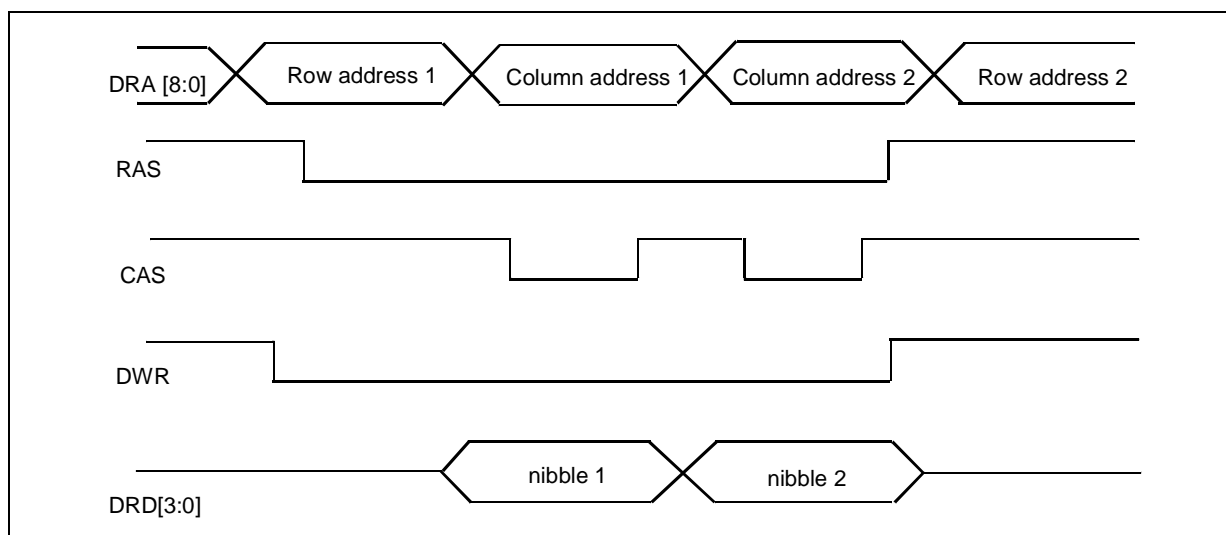 DRA [8:0] Row address 1 Column address 1 Column address 2 Row address 2
RAS
CAS
DWR
nibble 1 nibble 2
DRD[3:0]